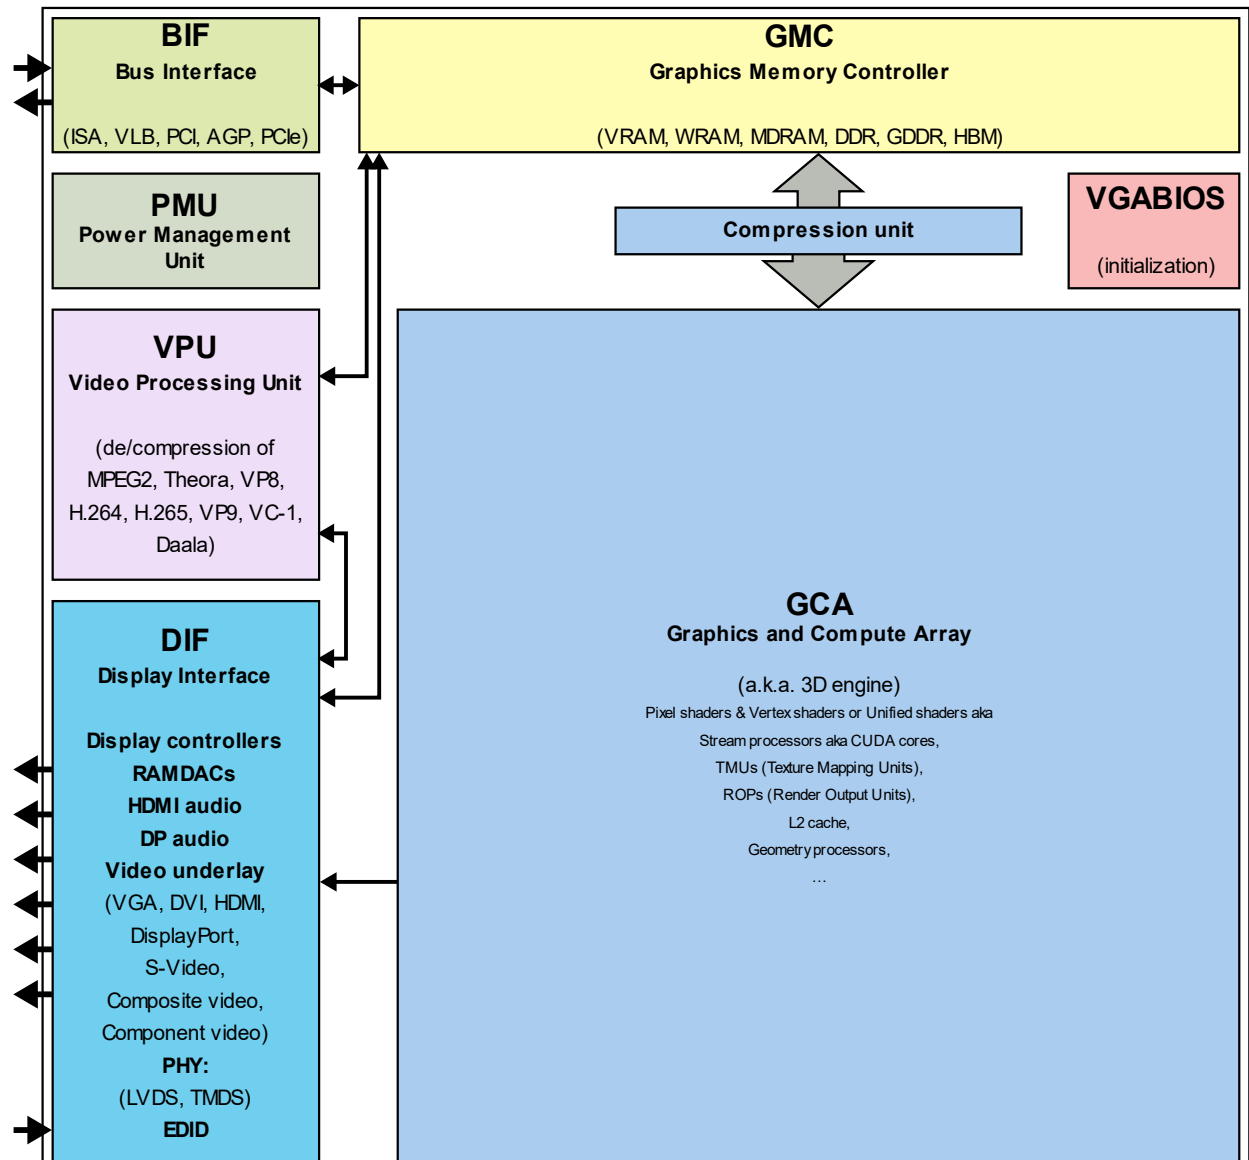 BIF
Bus Interface
(ISA, VLB, PCI, AGP, PCIe)
GMC
Graphics Memory Controller
(VRAM, WRAM, MDRAM, DDR, GDDR, HBM)
PMU
Power Management
Unit
Compression unit
VGABIOS
(initialization)
VPU
Video Processing Unit
(de/compression of
MPEG2, Theora, VP8,
H.264, H.265, VP9, VC-1,
Daala)
DIF
Display Interface
Display controllers
RAMDACs
HDMI audio
DP audio
Video underlay
(VGA, DVI, HDMI,
DisplayPort,
S-Video,
Composite video,
Component video)
PHY:
(LVDS, TMDS)
EDID
GCA
Graphics and Compute Array
(a.k.a. 3D engine)
Pixel shaders & Vertex shaders or Unified shaders aka
Stream processors aka CUDA cores,
TMUs (Texture Mapping Units),
ROPs (Render Output Units),
L2 cache,
Geometry processors,
…